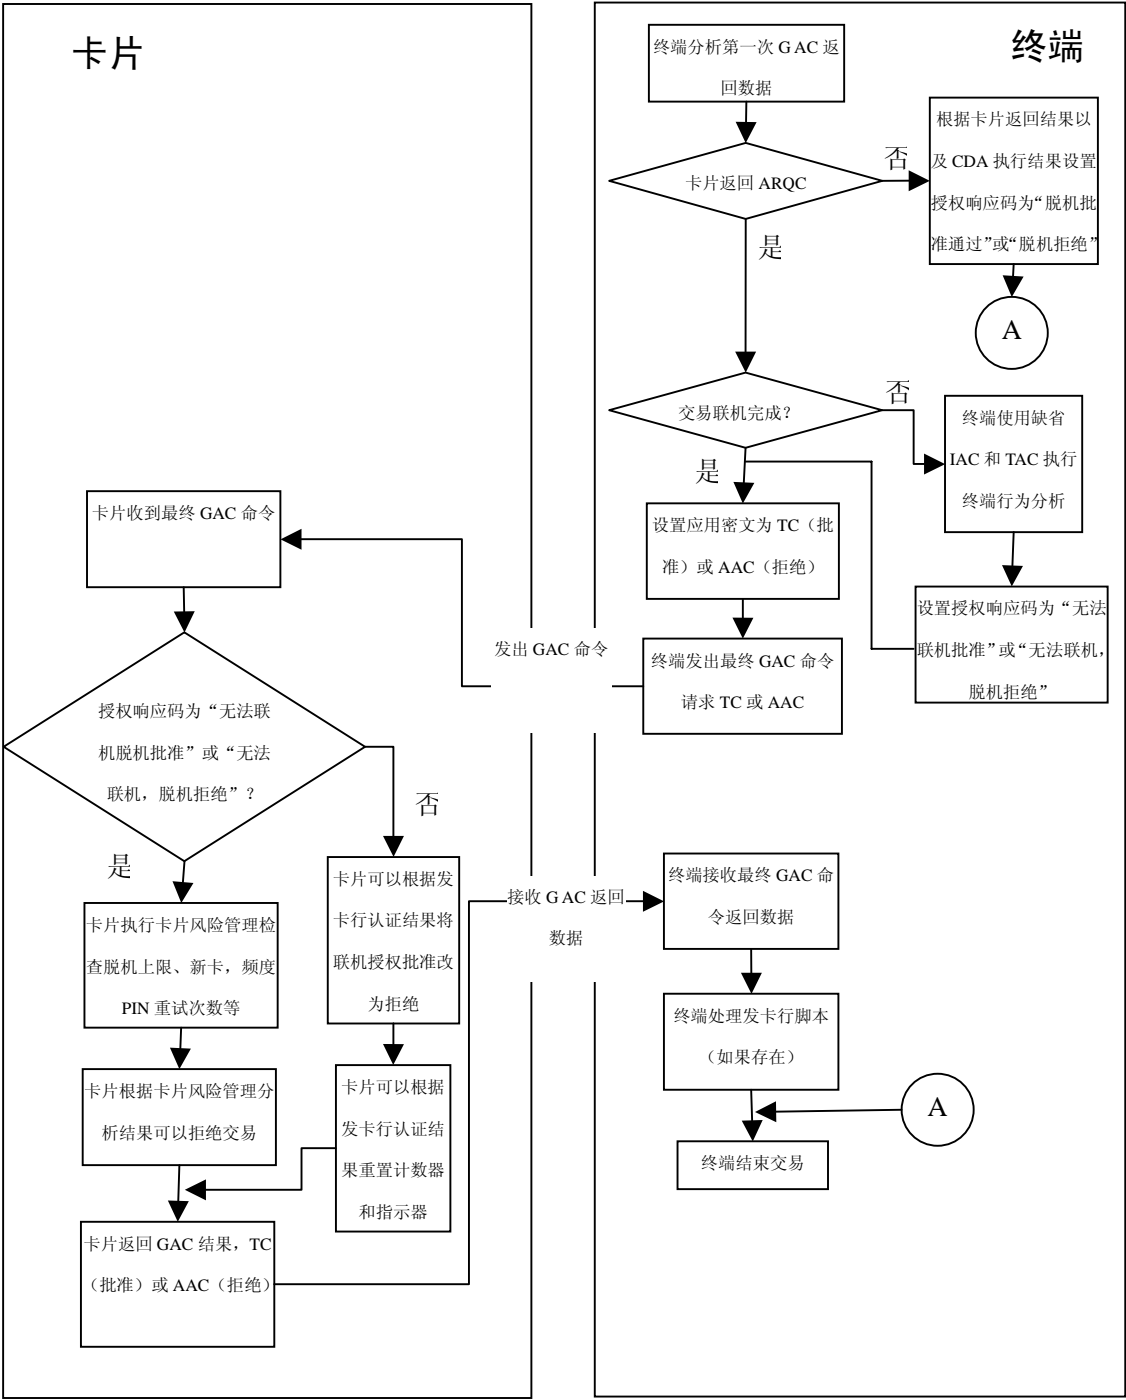 卡片
终端
终端分析第一次 GAC 返
回数据
卡片返回 ARQC
否
根据卡片返回结果以
及 CDA 执行结果设置
授权响应码为“脱机批
准通过”或“脱机拒绝”
A
是
交易联机完成？
否
终端使用缺省
IAC 和 TAC 执行
终端行为分析
是
设置授权响应码为“无法
联机批准”或“无法联机，
脱机拒绝”
设置应用密文为 TC（批
准）或 AAC（拒绝）
终端发出最终 GAC 命令
请求 TC 或 AAC
发出 GAC 命令
卡片收到最终 GAC 命令
授权响应码为“无法联
机脱机批准”或“无法
联机，脱机拒绝”？
否
是
卡片可以根据发
卡行认证结果将
联机授权批准改
为拒绝
卡片执行卡片风险管理检
查脱机上限、新卡，频度
PIN 重试次数等
卡片可以根据
发卡行认证结
果重置计数器
和指示器
卡片根据卡片风险管理分
析结果可以拒绝交易
卡片返回 GAC 结果，TC
（批准）或 AAC（拒绝）
接收 GAC 返回
数据
终端接收最终 GAC 命
令返回数据
终端处理发卡行脚本
（如果存在）
A
终端结束交易